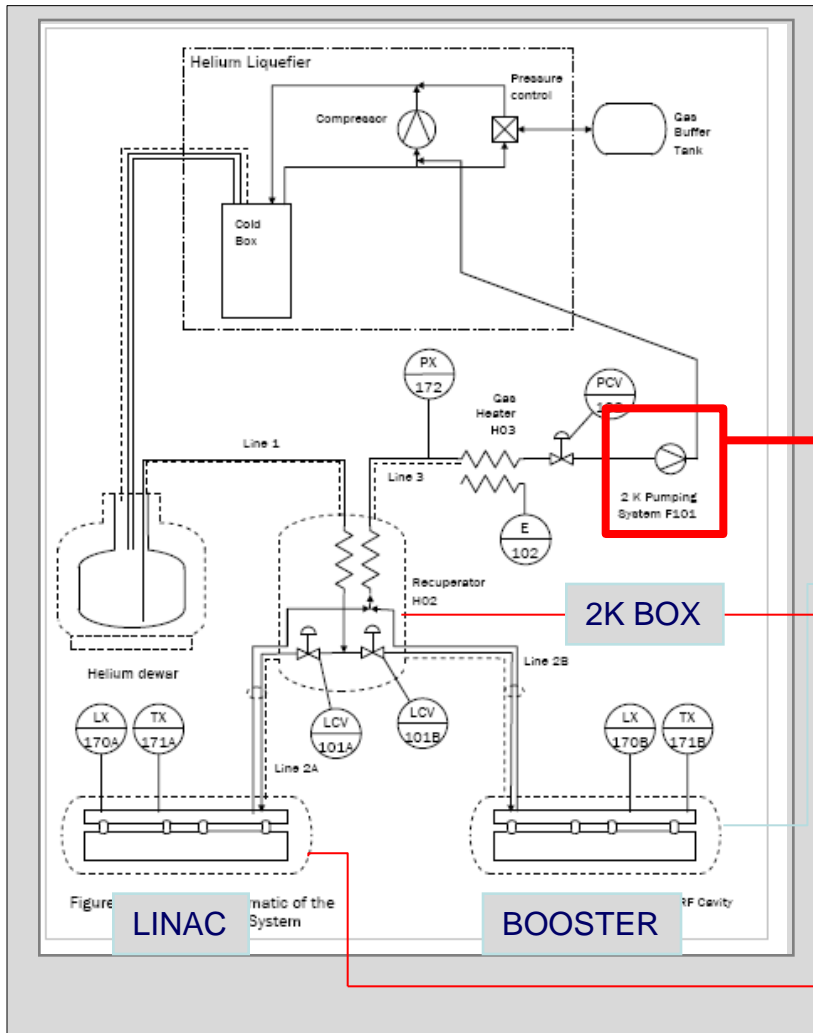 Helium Liquefier
Pressure
control
Compressor
Gas
Buffer
Tank
Cold
Box
PX
172
Gas
Heater
H03
PCV
Line 1
Line 3
2 K Pumping
System F101
E
102
Recuperator
H02
2K BOX
Helium dewar
Line 2B
LX
170A
TX
171A
LCV
101A
LCV
101B
LX
170B
TX
171B
Line 2A
Figure
matic of the
System
RF Cavity
LINAC
BOOSTER